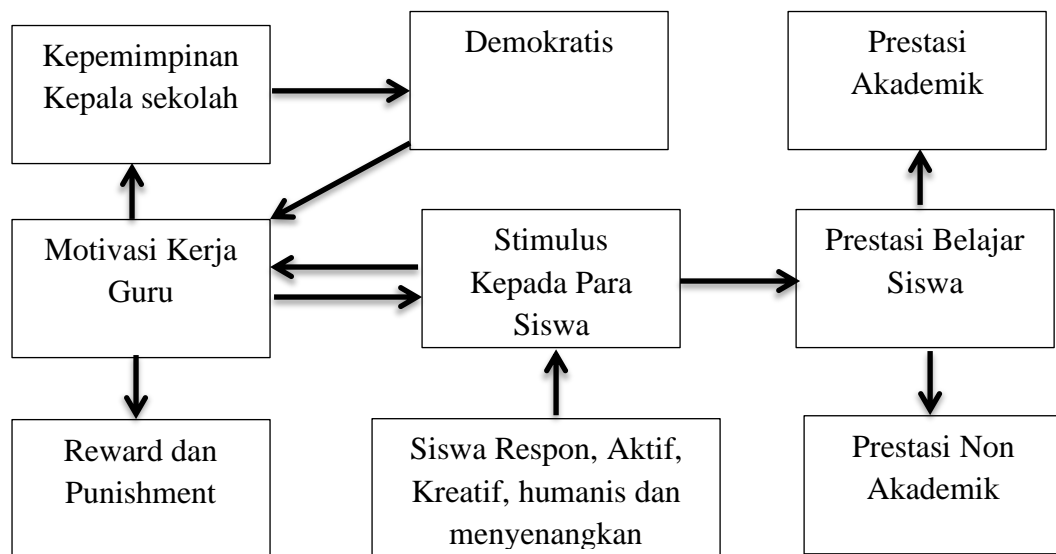 Kepemimpinan
Kepala sekolah
Demokratis
Prestasi
Akademik
Motivasi Kerja
Guru
Stimulus
Kepada Para
Siswa
Prestasi Belajar
Siswa
Reward dan
Punishment
Siswa Respon, Aktif,
Kreatif, humanis dan
menyenangkan
Prestasi Non
Akademik